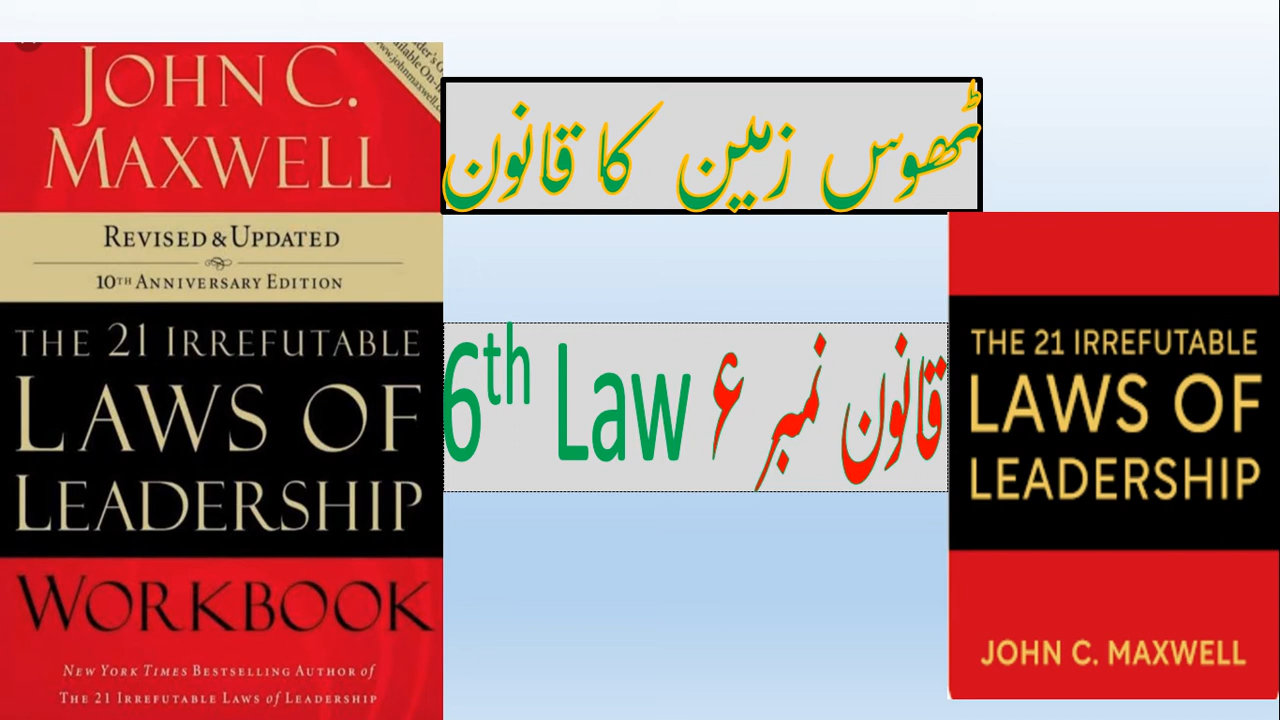 JOHN C.
MAXWELL
REVISED & UPDATED
10TH ANNIVERSARY EDITION
THE 21 IRREFUTABLE
LAWS OF
LEADERSHIP
WORKBOOK
NEW YORK TIMES BESTSELLING AUTHOR of
THE 21 IRREFUTABLE LAWS of LEADERSHIP
ٹھوس زمین کا قانون
قانون نمبر ۶ 6th Law
THE 21 IRREFUTABLE
LAWS OF
LEADERSHIP
JOHN C. MAXWELL